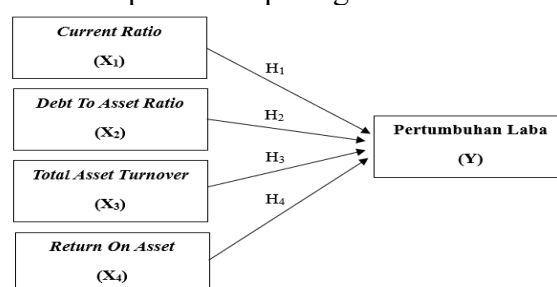 Current Ratio
(X₁)
Debt To Asset Ratio
(X₂)
Total Asset Turnover
(X₃)
Return On Asset
(X₄)
H₁
H₂
H₃
H₄
Pertumbuhan Laba
(Y)